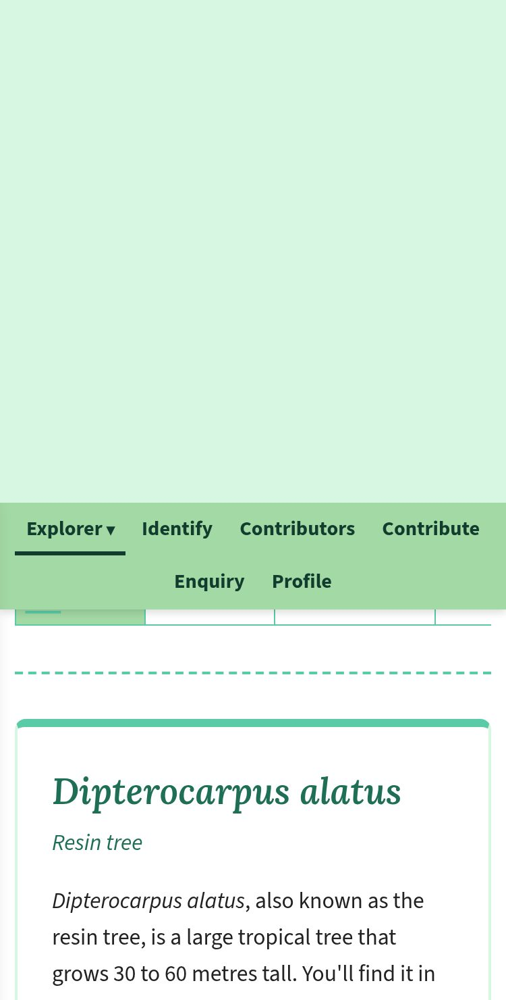 Explorer ▾ Identify Contributors Contribute
Enquiry Profile
Dipterocarpus alatus
Resin tree
Dipterocarpus alatus, also known as the
resin tree, is a large tropical tree that
grows 30 to 60 metres tall. You'll find it in